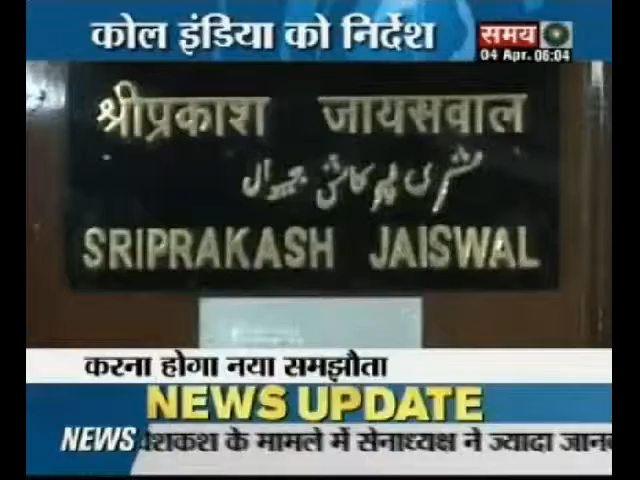 कोल इंडिया को निर्देश
समय
04 Apr. 06:04
श्रीप्रकाश जायसवाल
شری پرکاش جیسوال
SRIPRAKASH JAISWAL
करना होगा नया समझौता
NEWS UPDATE
NEWS पेशकश के मामले में सेनाध्यक्ष ने ज्यादा